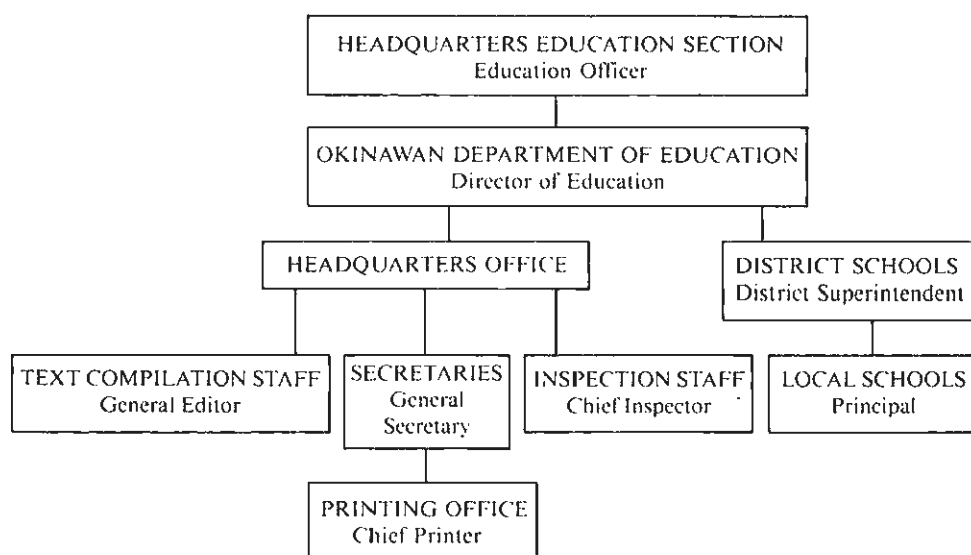 HEADQUARTERS EDUCATION SECTION
Education Officer
OKINAWAN DEPARTMENT OF EDUCATION
Director of Education
HEADQUARTERS OFFICE
DISTRICT SCHOOLS
District Superintendent
TEXT COMPILATION STAFF
General Editor
SECRETARIES
General
Secretary
INSPECTION STAFF
Chief Inspector
LOCAL SCHOOLS
Principal
PRINTING OFFICE
Chief Printer